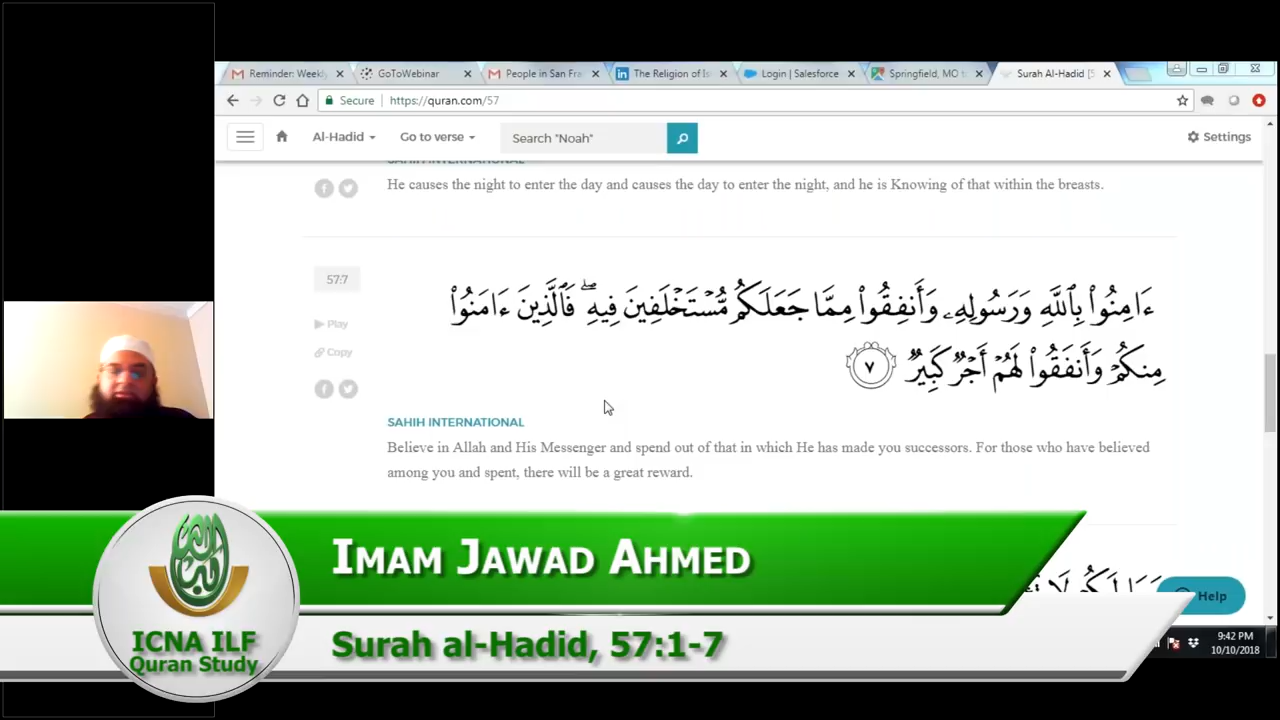 Reminder: Weekly
GoToWebinar
People in San Fra
The Religion of Is
Login | Salesforce
Springfield, MO to
Surah Al-Hadid [5
Secure
https://quran.com/57
Al-Hadid
Go to verse
Search "Noah"
Settings
SAHIH INTERNATIONAL
He causes the night to enter the day and causes the day to enter the night, and he is Knowing of that within the breasts.
57:7
ءَامِنُوا۟ بِٱللَّهِ وَرَسُولِهِۦ وَأَنفِقُوا۟ مِمَّا جَعَلَكُم مُّسْتَخْلَفِينَ فِيهِ ۖ فَٱلَّذِينَ ءَامَنُوا۟
مِنكُمْ وَأَنفَقُوا۟ لَهُمْ أَجْرٌ كَبِيرٌ ٧
Play
Copy
SAHIH INTERNATIONAL
Believe in Allah and His Messenger and spend out of that in which He has made you successors. For those who have believed
among you and spent, there will be a great reward.
Help
IMAM JAWAD AHMED
Surah al-Hadid, 57:1-7
ICNA ILF
Quran Study
9:42 PM
10/10/2018